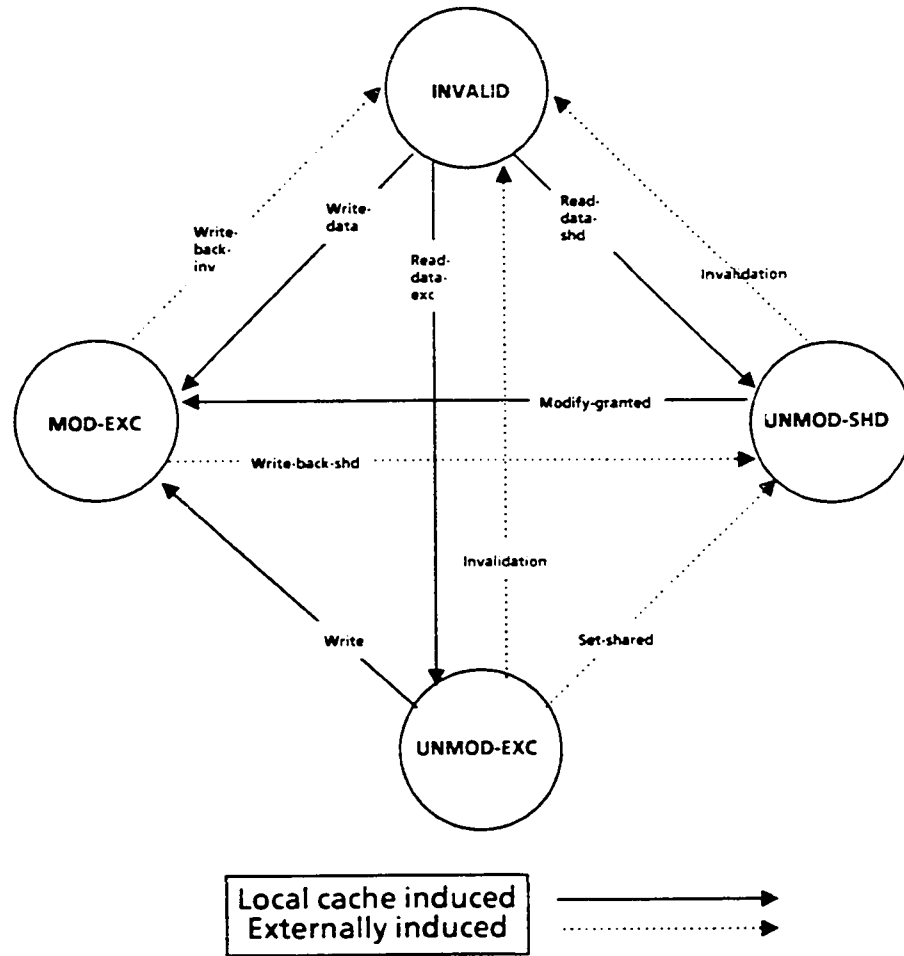 INVALID
Write-
data
Read-
data-
shd
Write-
back-
inv
Read-
data-
exc
Invalidation
MOD-EXC
Modify-granted
UNMOD-SHD
Write-back-shd
Invalidation
Write
Set-shared
UNMOD-EXC
Local cache induced
Externally induced